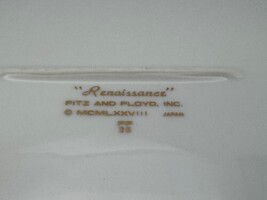 "Renaissance"
FITZ AND FLOYD, INC.
© MCMLXXVIII JAPAN